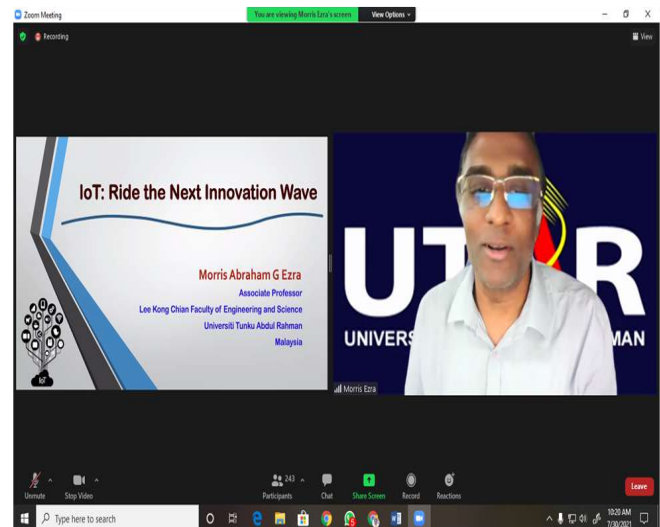 Zoom Meeting
You are viewing Morris Ezra's screen
View Options
Recording
View
IoT: Ride the Next Innovation Wave
Morris Abraham G Ezra
Associate Professor
Lee Kong Chian Faculty of Engineering and Science
Universiti Tunku Abdul Rahman
Malaysia
IoT
UT R
UNIVERS MAN
Morris Ezra
Unmute
Stop Video
243
Participants
Chat
Share Screen
Record
Reactions
Leave
Type here to search
10:20 AM
7/30/2021